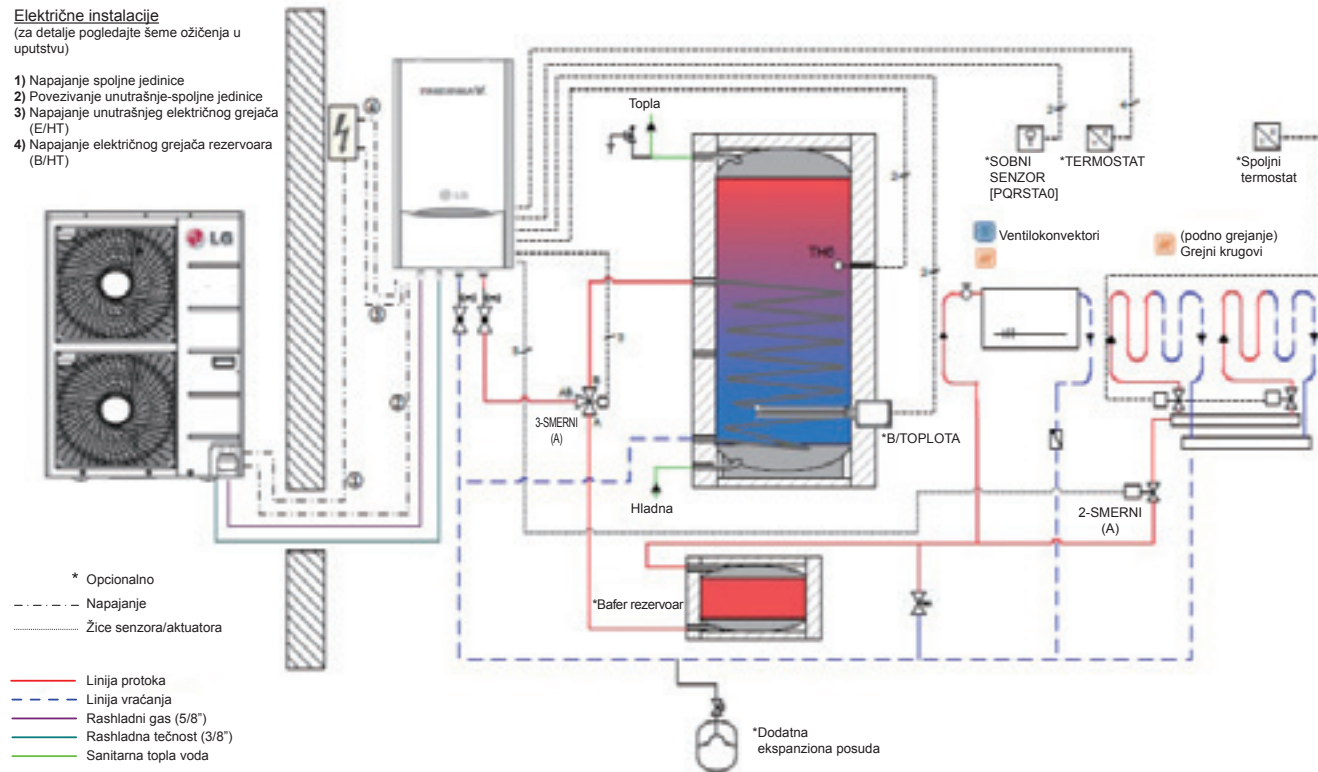 Električne instalacije
(za detalje pogledajte šeme ožičenja u
uputstvu)
1) Napajanje spoljne jedinice
2) Povezivanje unutrašnje-spoljne jedinice
3) Napajanje unutrašnjeg električnog grejača
(E/HT)
4) Napajanje električnog grejača rezervoara
(B/HT)
LG
LG
Topla
TH6
*SOBNI
SENZOR
[PQRSTA0]
*TERMOSTAT
*Spoljni
termostat
Ventilokonvektori
(podno grejanje)
Grejni krugovi
AB
B
A
3-SMERNI
(A)
*B/TOPLOTA
Hladna
2-SMERNI
(A)
*Bafer rezervoar
*Dodatna
ekspanziona posuda
* Opcionalno
Napajanje
Žice senzora/aktuatora
Linija protoka
Linija vraćanja
Rashladni gas (5/8”)
Rashladna tečnost (3/8”)
Sanitarna topla voda